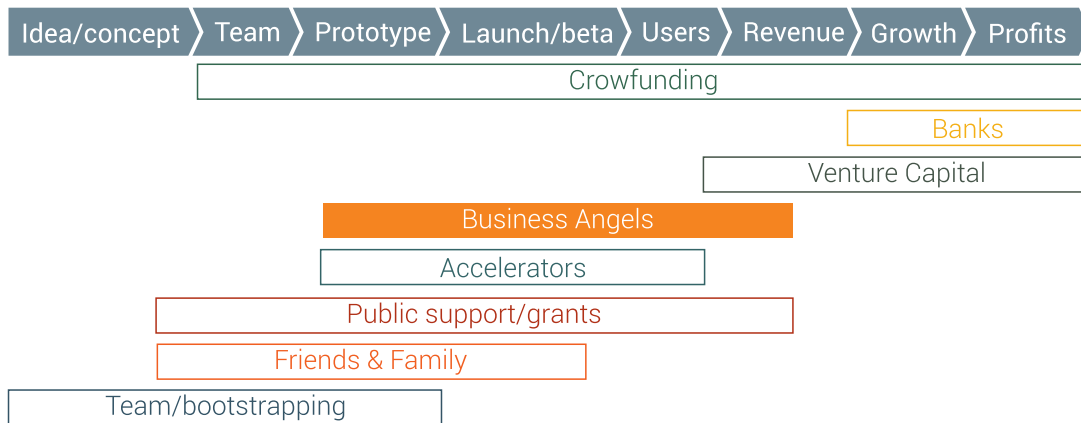 Idea/concept Team Prototype Launch/beta Users Revenue Growth Profits
Crowfunding
Banks
Venture Capital
Business Angels
Accelerators
Public support/grants
Friends & Family
Team/bootstrapping